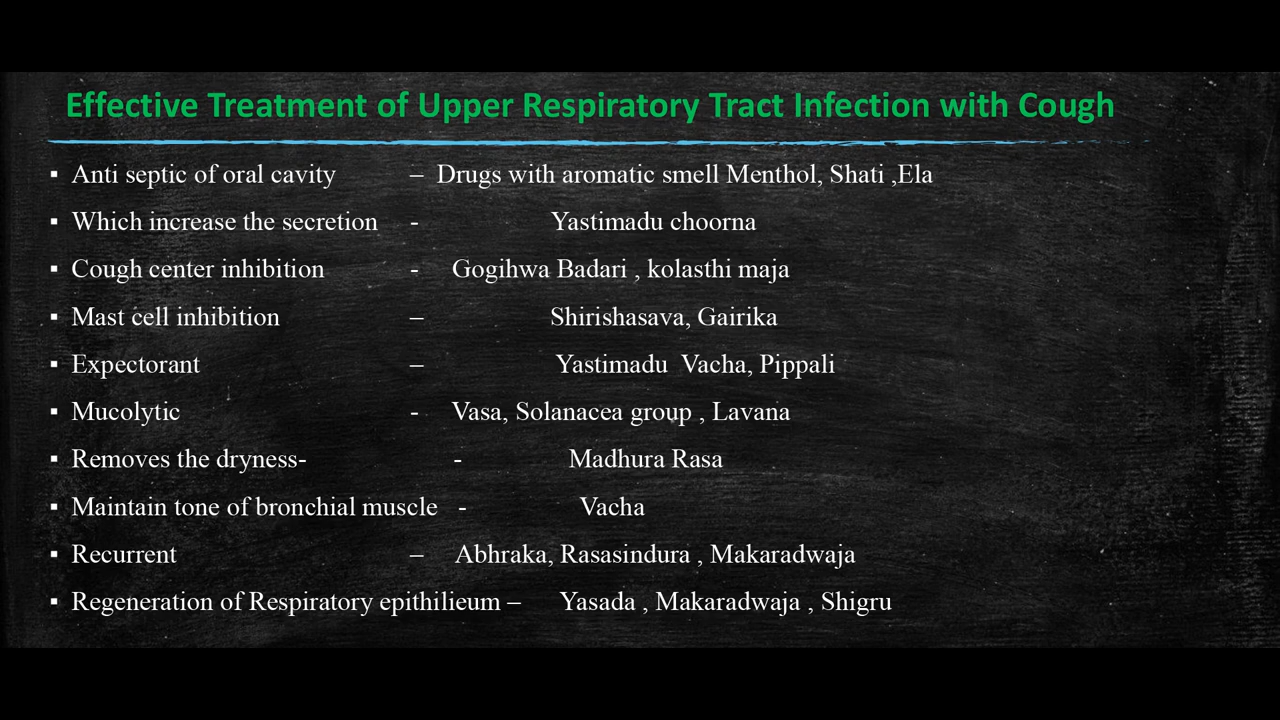 Effective Treatment of Upper Respiratory Tract Infection with Cough
▪ Anti septic of oral cavity – Drugs with aromatic smell Menthol, Shati ,Ela
▪ Which increase the secretion - Yastimadu choorna
▪ Cough center inhibition - Gogihwa Badari , kolasthi maja
▪ Mast cell inhibition – Shirishasava, Gairika
▪ Expectorant – Yastimadu Vacha, Pippali
▪ Mucolytic - Vasa, Solanacea group , Lavana
▪ Removes the dryness- - Madhura Rasa
▪ Maintain tone of bronchial muscle - Vacha
▪ Recurrent – Abhraka, Rasasindura , Makaradwaja
▪ Regeneration of Respiratory epithilieum – Yasada , Makaradwaja , Shigru